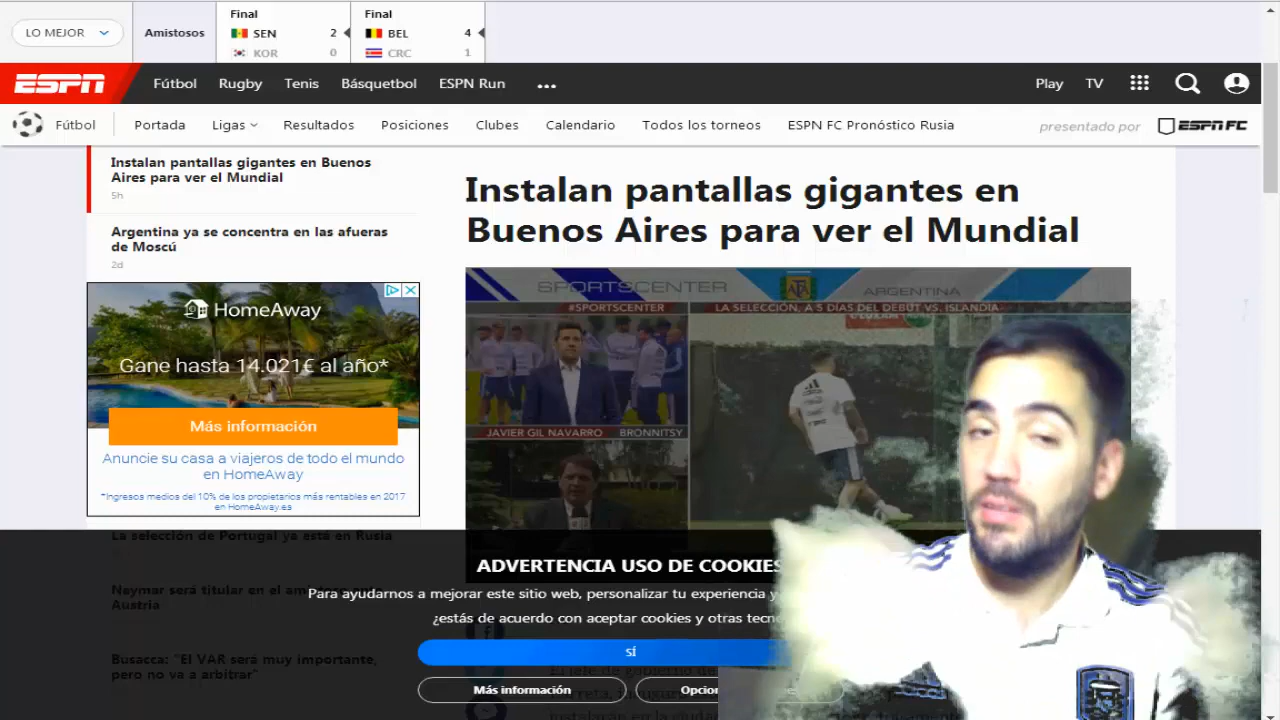 LO MEJOR
Amistosos
Final
SEN 2
KOR 0
Final
BEL 4
CRC 1
ESPN
Fútbol Rugby Tenis Básquetbol ESPN Run ...
Play TV
Fútbol
Portada Ligas Resultados Posiciones Clubes Calendario Todos los torneos ESPN FC Pronóstico Rusia
presentado por ESPN FC
Instalan pantallas gigantes en Buenos
Aires para ver el Mundial
5h
Argentina ya se concentra en las afueras
de Moscú
2d
HomeAway
Gane hasta 14.021€ al año*
Más información
Anuncie su casa a viajeros de todo el mundo
en HomeAway
*Ingresos medios del 10% de los propietarios más rentables en 2017
en HomeAway.es
La selección de Portugal ya está en Rusia
Neymar será titular en el
Austria
Busacca: "El VAR será muy importante,
pero no va a arbitrar"
Instalan pantallas gigantes en
Buenos Aires para ver el Mundial
SPORTSCENTER
AFA
ARGENTINA
#SPORTSCENTER
LA SELECCIÓN, A 5 DÍAS DEL DEBUT VS. ISLANDIA
JAVIER GIL NAVARRO BRONNITSY
ADVERTENCIA USO DE COOKIES
Para ayudarnos a mejorar este sitio web, personalizar tu experiencia y
¿estás de acuerdo con aceptar cookies y otras
SÍ
Más información